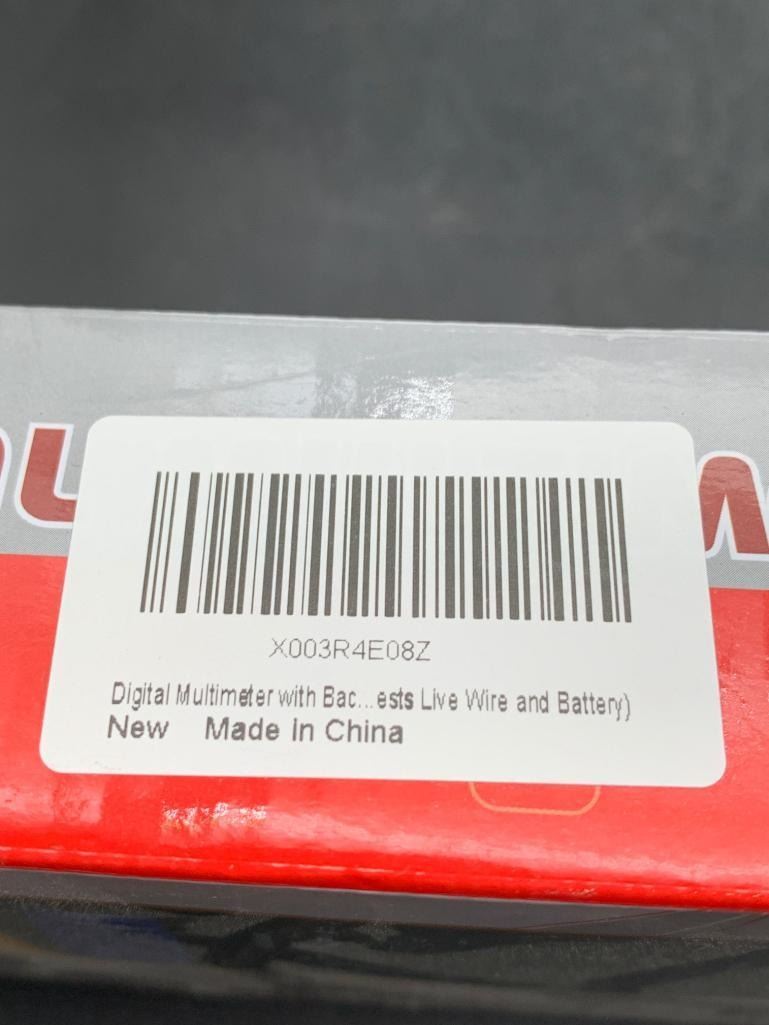 X003R4E08Z
Digital Multimeter with Bac...ests Live Wire and Battery)
New Made in China